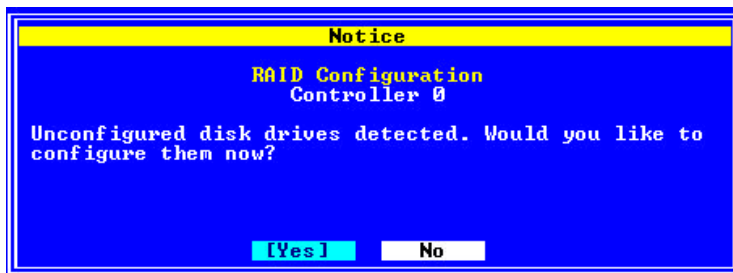 Notice
RAID Configuration
Controller 0
Unconfigured disk drives detected. Would you like to
configure them now?
[Yes] No